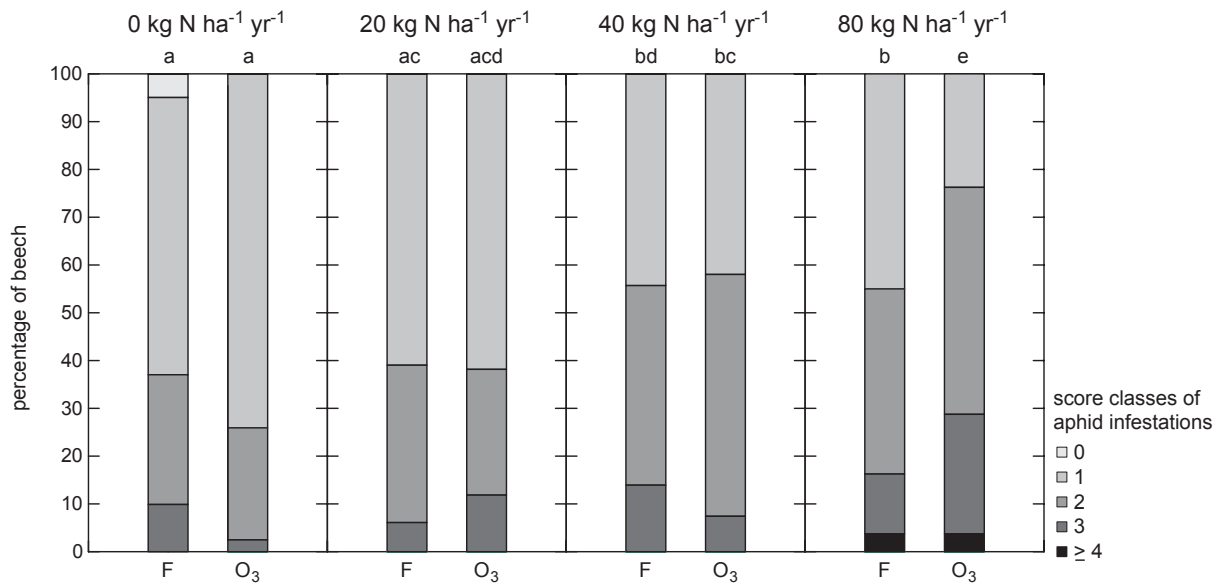 0 kg N ha⁻¹ yr⁻¹ 20 kg N ha⁻¹ yr⁻¹ 40 kg N ha⁻¹ yr⁻¹ 80 kg N ha⁻¹ yr⁻¹
a a ac acd bd bc b e
100
90
80
70
60
50
40
30
20
10
0
percentage of beech
F O₃ F O₃ F O₃ F O₃
score classes of
aphid infestations
0
1
2
3
≥ 4